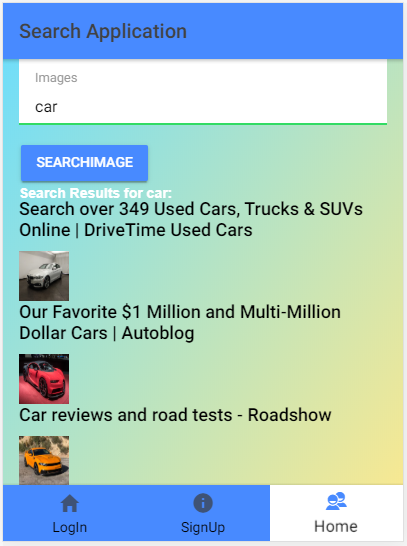 Search Application
Images
car
SEARCHIMAGE
Search Results for car:
Search over 349 Used Cars, Trucks & SUVs
Online | DriveTime Used Cars
Our Favorite $1 Million and Multi-Million
Dollar Cars | Autoblog
Car reviews and road tests - Roadshow
LogIn
SignUp
Home